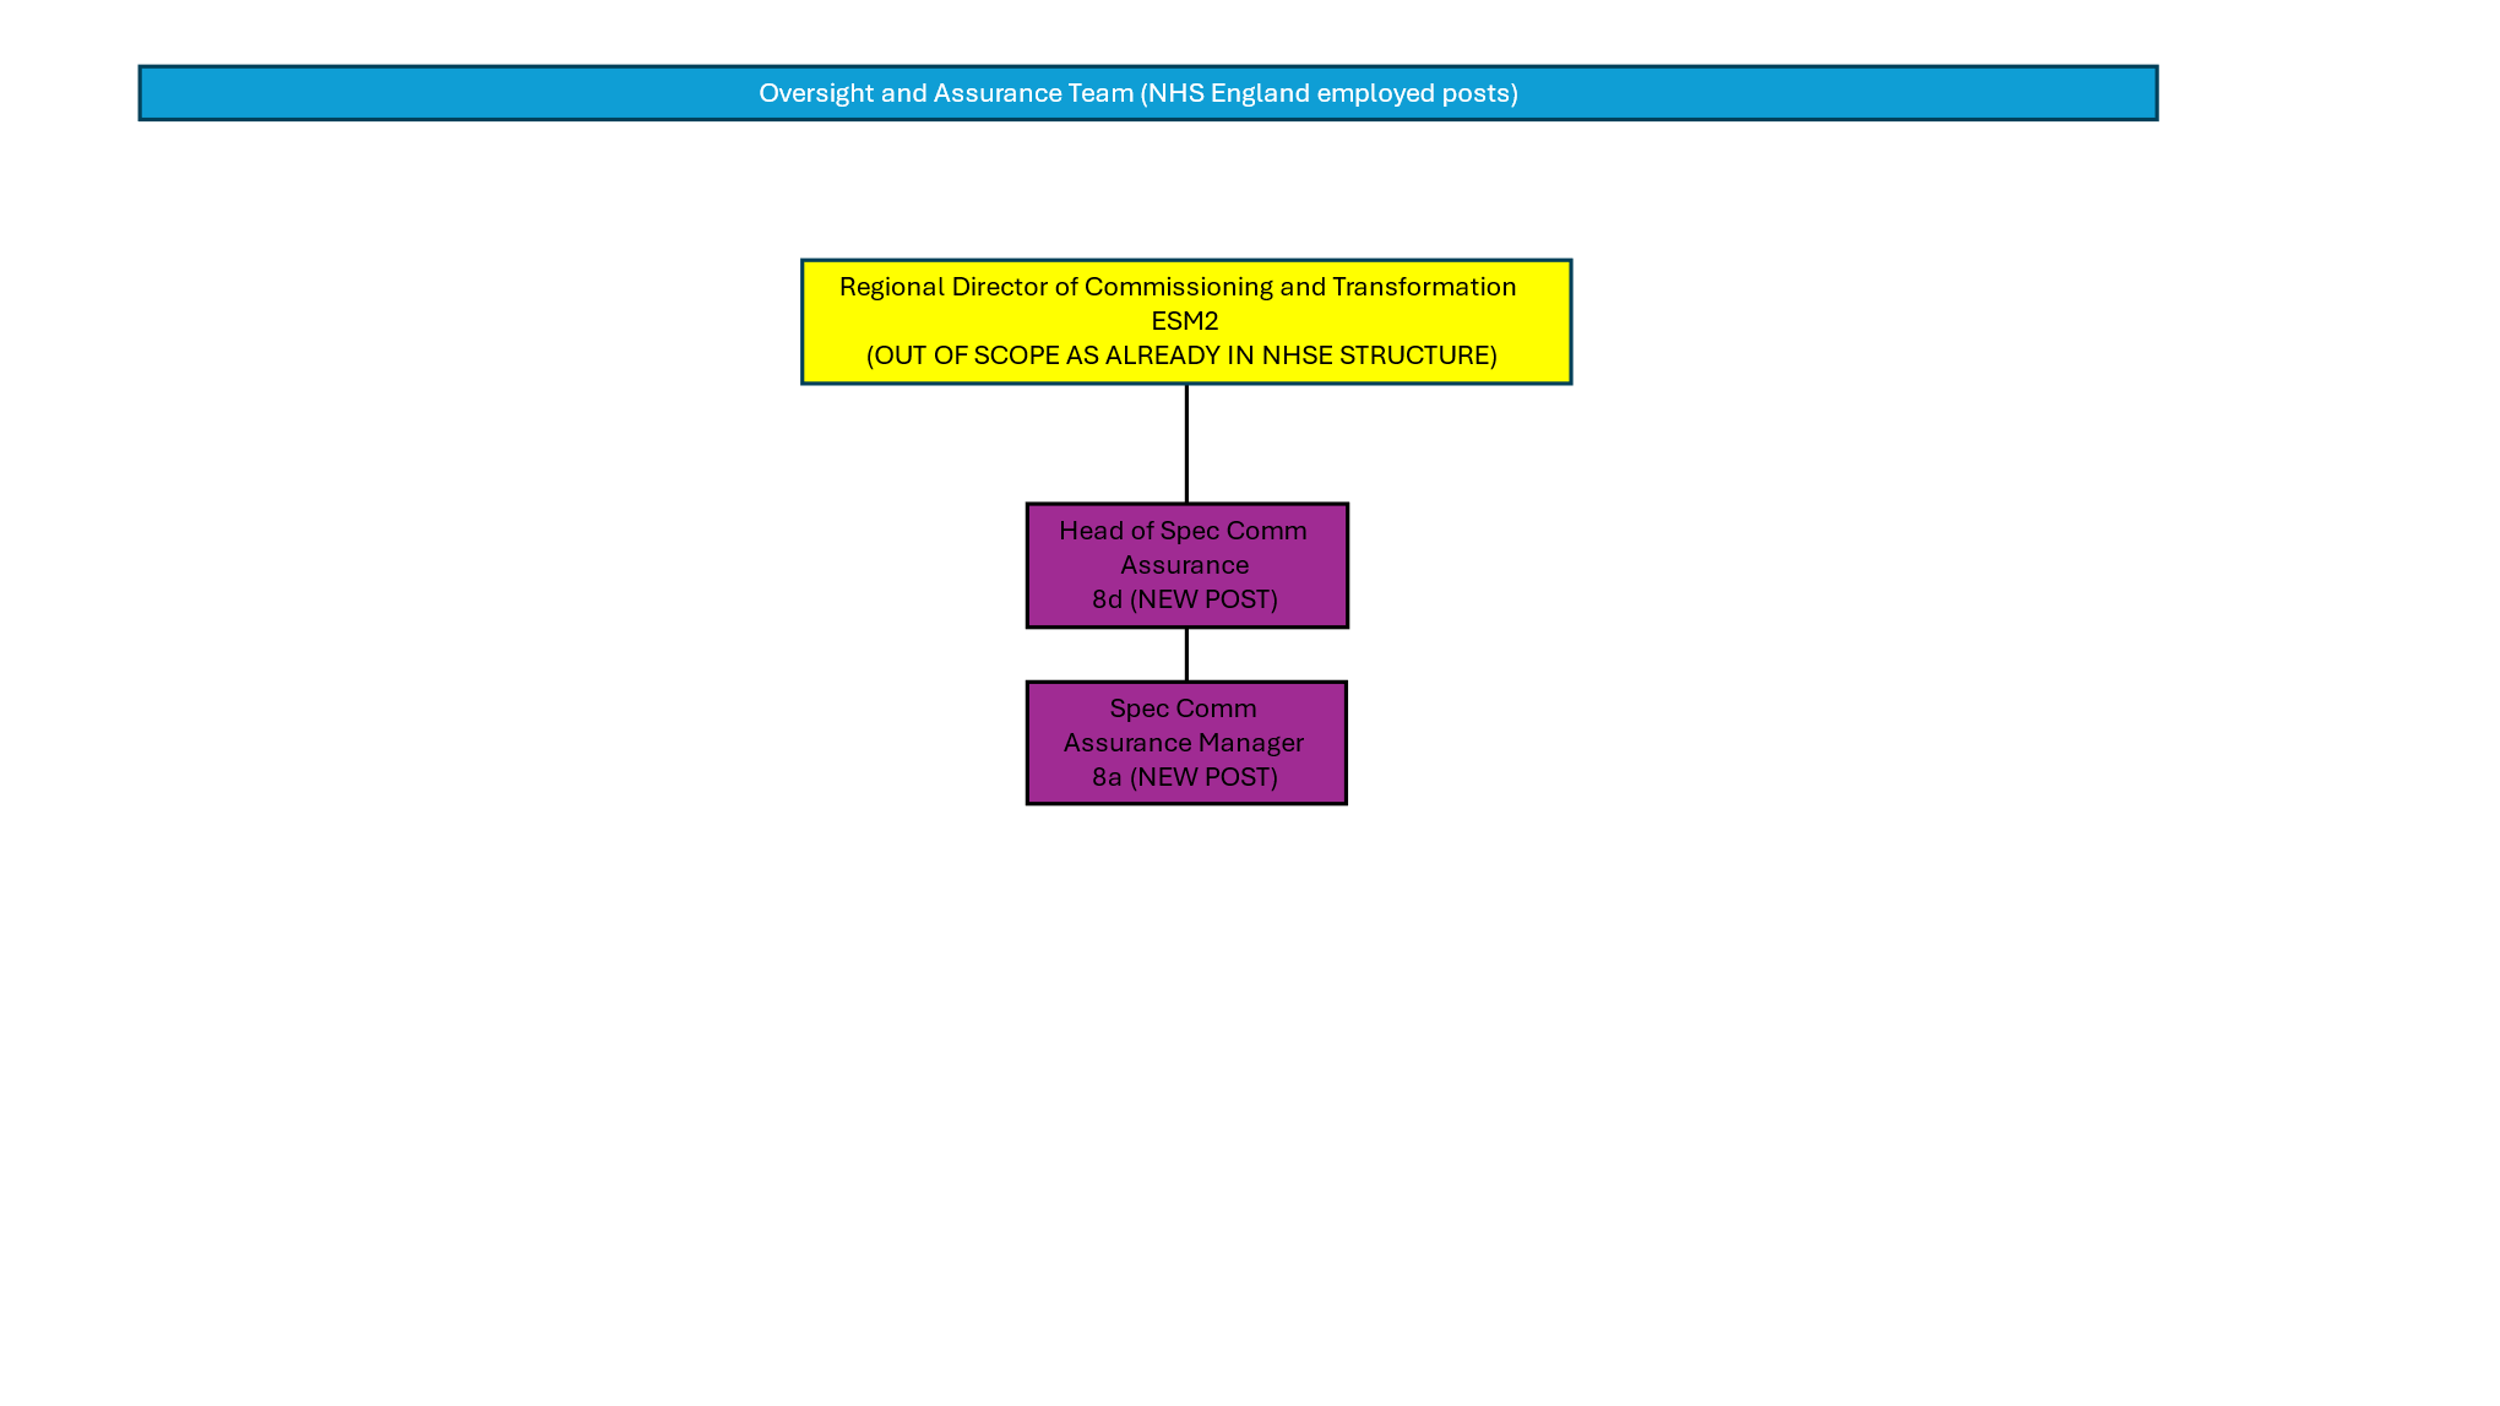 Oversight and Assurance Team (NHS England employed posts)
Regional Director of Commissioning and Transformation
ESM2
(OUT OF SCOPE AS ALREADY IN NHSE STRUCTURE)
Head of Spec Comm
Assurance
8d (NEW POST)
Spec Comm
Assurance Manager
8a (NEW POST)